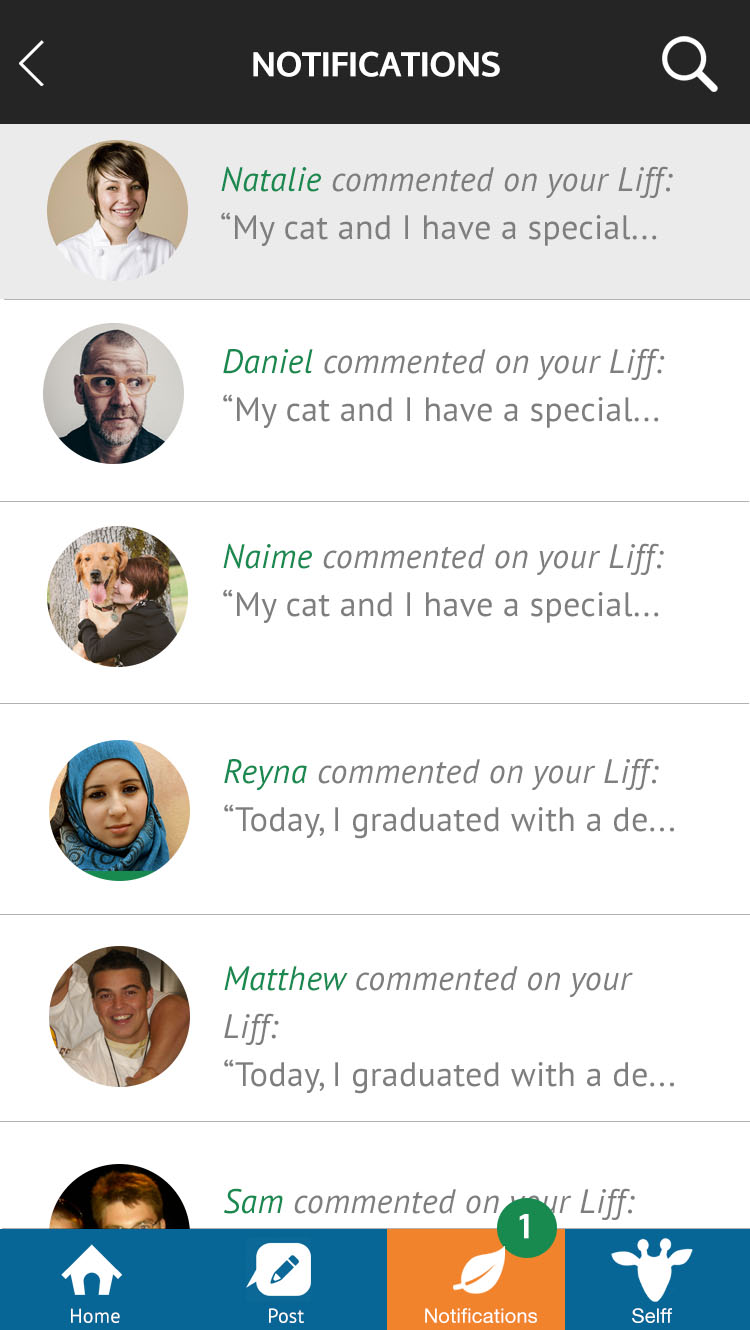 NOTIFICATIONS
Natalie commented on your Liff:
“My cat and I have a special...
Daniel commented on your Liff:
“My cat and I have a special...
Naime commented on your Liff:
“My cat and I have a special...
Reyna commented on your Liff:
“Today, I graduated with a de...
Matthew commented on your
Liff:
“Today, I graduated with a de...
Sam commented on your Liff:
1
Home
Post
Notifications
Selff